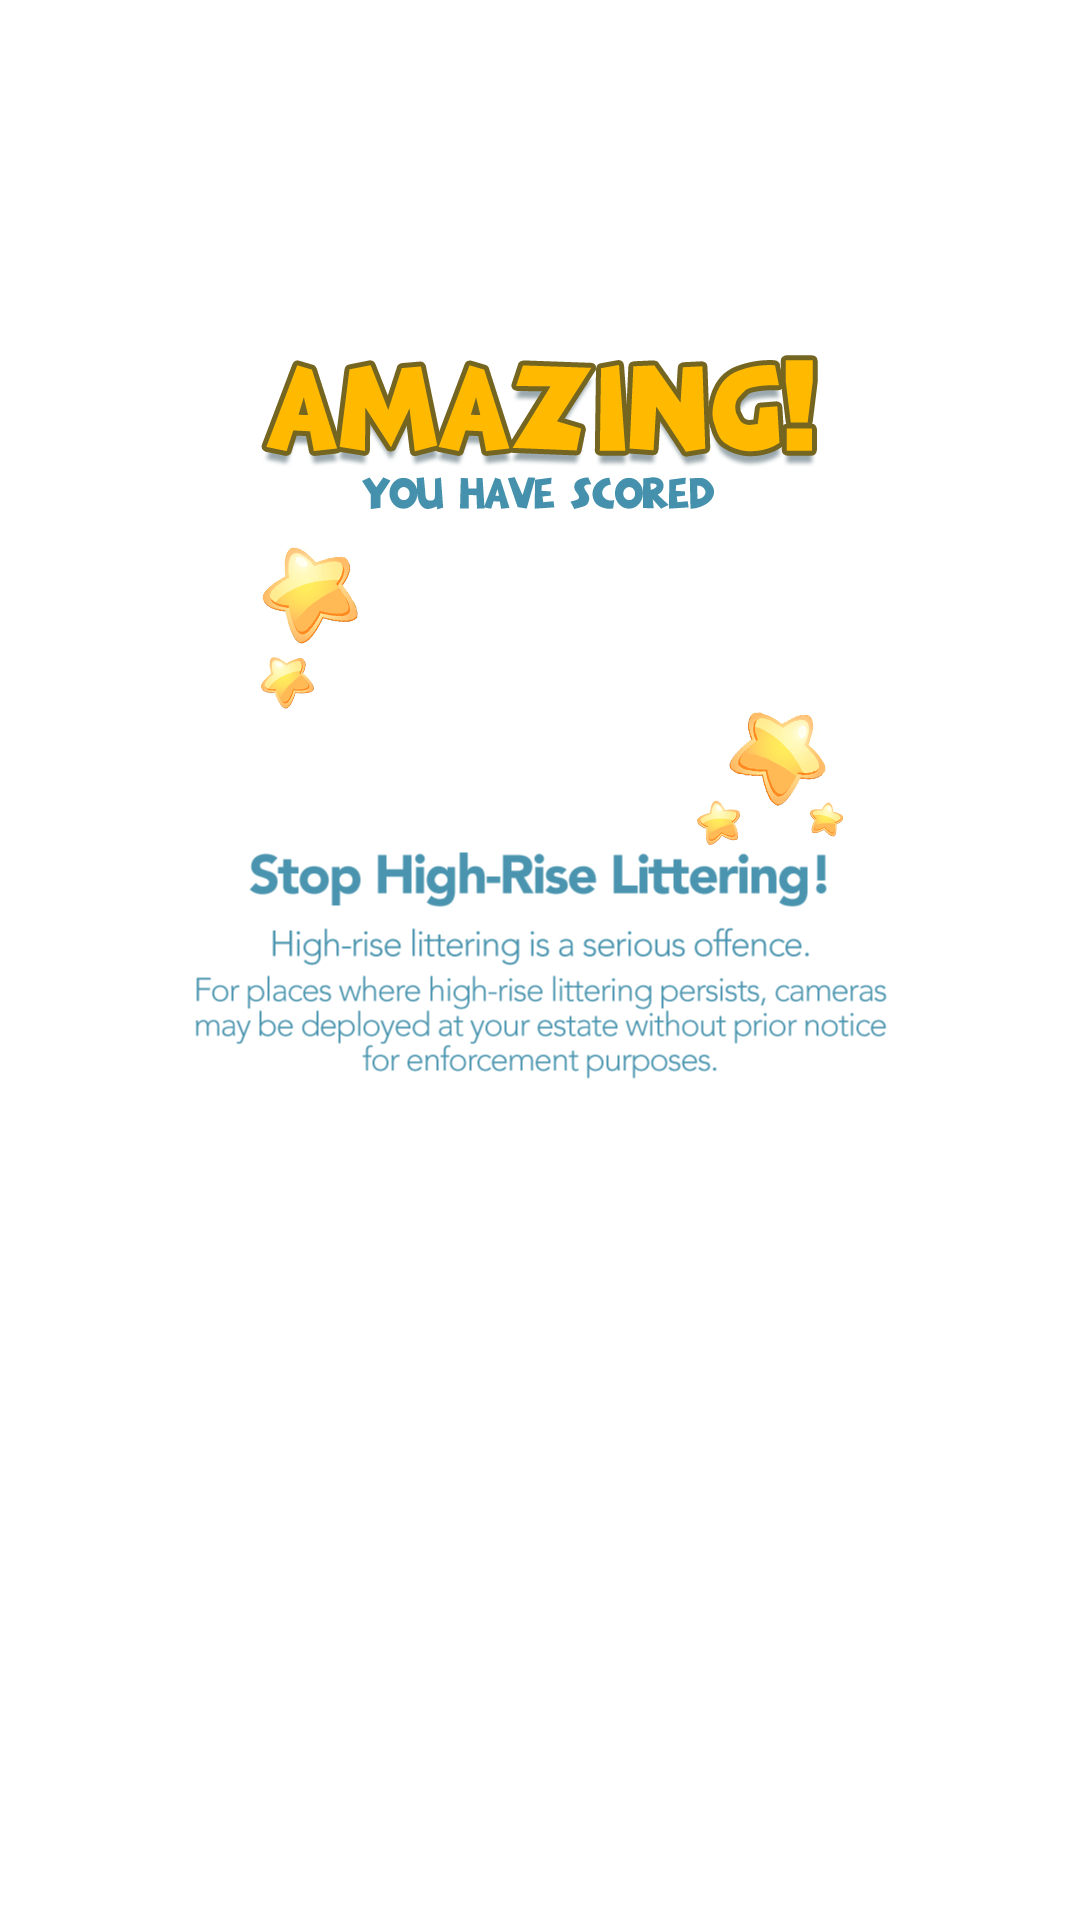 AMAZING!
YOU HAVE SCORED
Stop High-Rise Littering!
High-rise littering is a serious offence.
For places where high-rise littering persists, cameras
may be deployed at your estate without prior notice
for enforcement purposes.